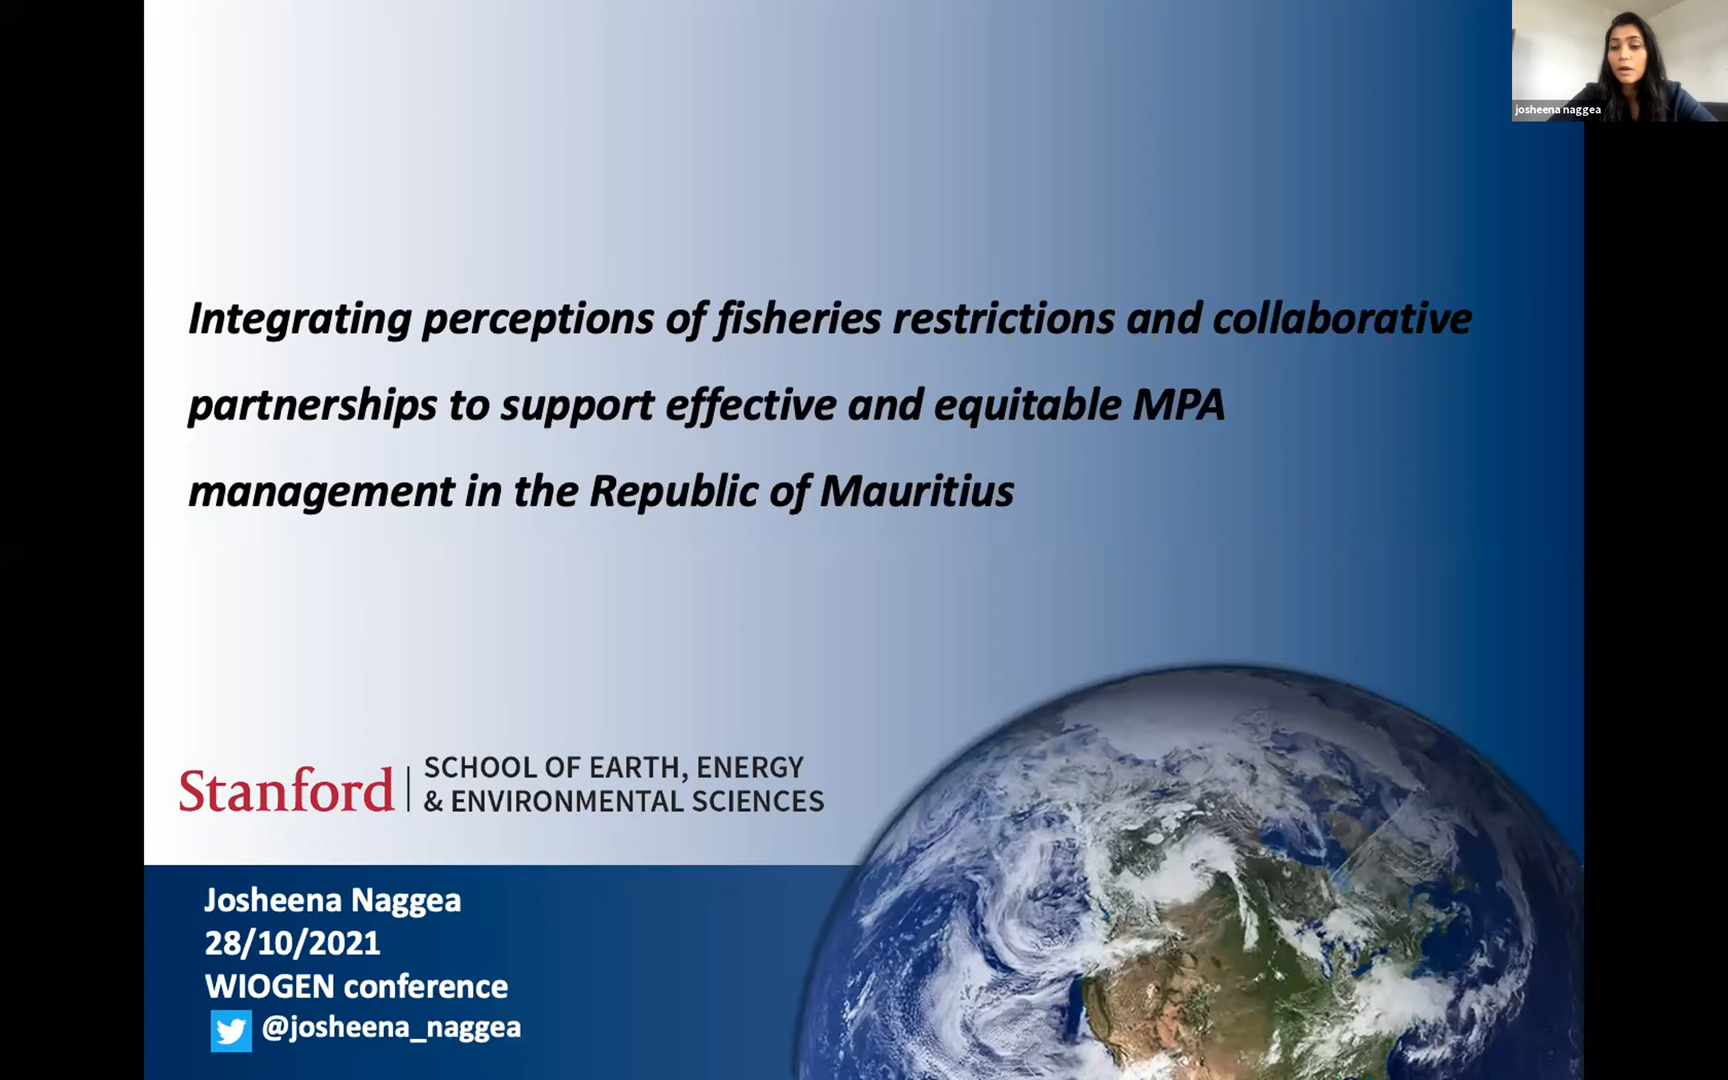 josheena naggea
Integrating perceptions of fisheries restrictions and collaborative
partnerships to support effective and equitable MPA
management in the Republic of Mauritius
Stanford
SCHOOL OF EARTH, ENERGY
& ENVIRONMENTAL SCIENCES
Josheena Naggea
28/10/2021
WIOGEN conference
@josheena_naggea